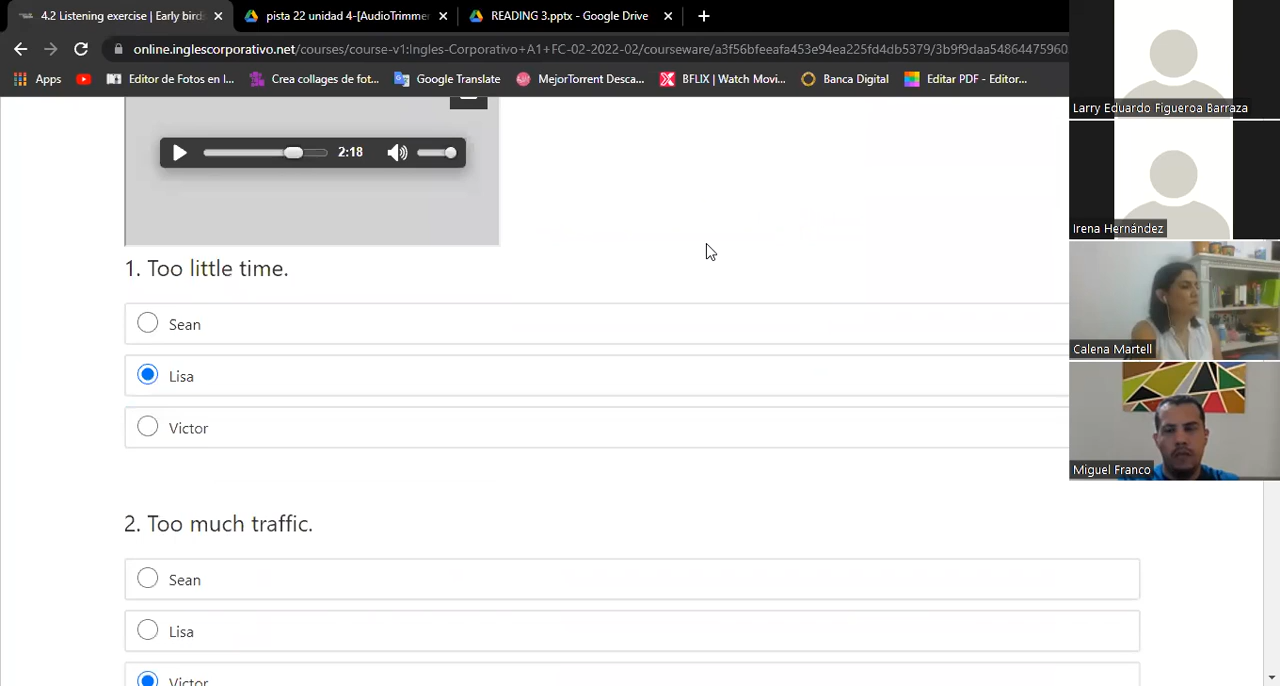 4.2 Listening exercise | Early birds
pista 22 unidad 4-[AudioTrimmer
READING 3.pptx - Google Drive
online.inglescorporativo.net/courses/course-v1:Ingles-Corporativo+A1+FC-02-2022-02/courseware/a3f56bfeeafa453e94ea225fd4db5379/3b9f9daa54864475960
Apps
Editor de Fotos en l...
Crea collages de fot...
Google Translate
MejorTorrent Desca...
BFLIX | Watch Movi...
Banca Digital
Editar PDF - Editor...
2:18
1. Too little time.
Sean
Lisa
Victor
2. Too much traffic.
Sean
Lisa
Victor
Larry Eduardo Figueroa Barraza
Irena Hernández
Calena Martell
Miguel Franco